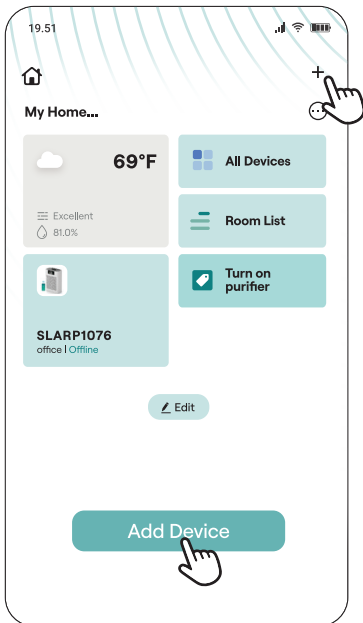 19.51
+
My Home...
69°F
Excellent
81.0%
All Devices
Room List
Turn on
purifier
SLARP1076
office | Offline
Edit
Add Device